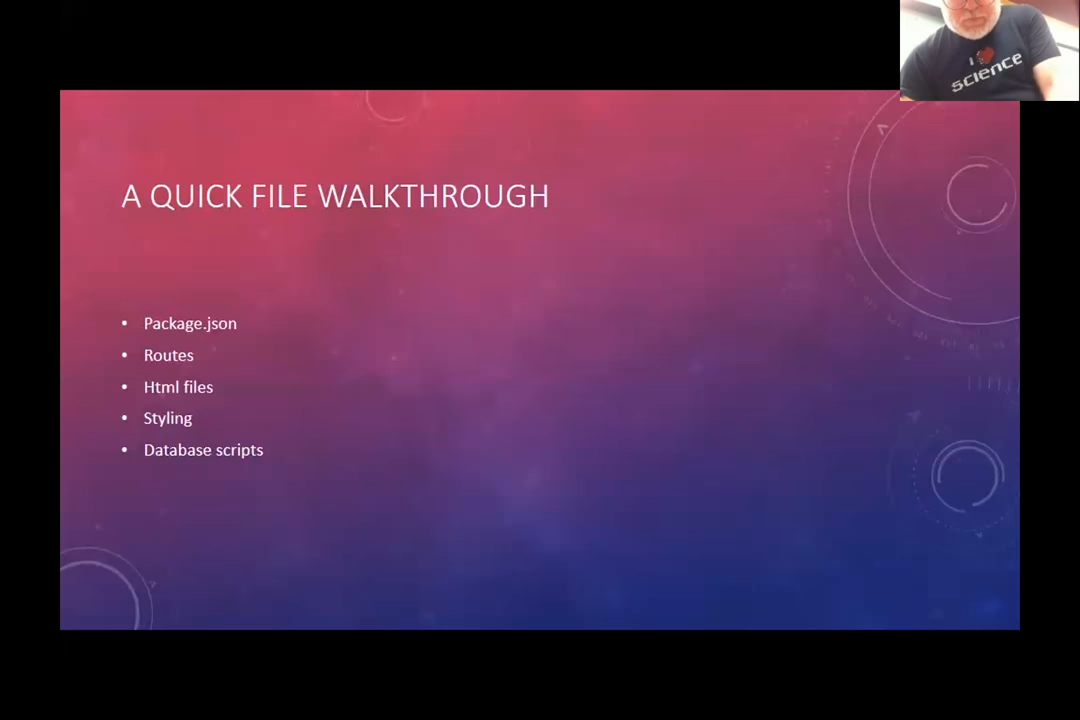 I
science
A QUICK FILE WALKTHROUGH
• Package.json
• Routes
• Html files
• Styling
• Database scripts